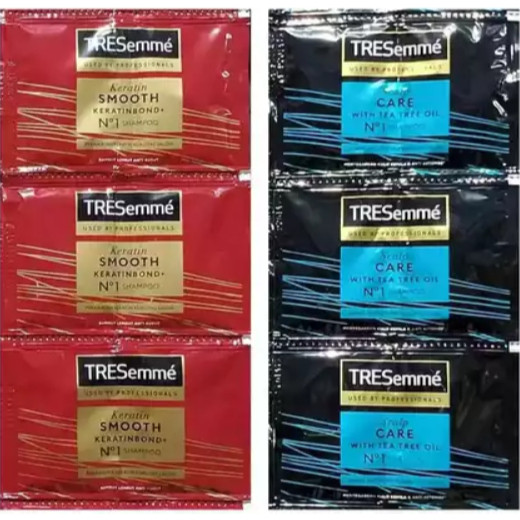 TRESemmé
USED BY PROFESSIONALS
Keratin
SMOOTH
KERATINBOND+
Nº1 SHAMPOO
TRESemmé
USED BY PROFESSIONALS
Keratin
SMOOTH
KERATINBOND+
Nº1 SHAMPOO
TRESemmé
USED BY PROFESSIONALS
Keratin
SMOOTH
KERATINBOND+
Nº1 SHAMPOO
TRESemmé
USED BY PROFESSIONALS
CARE
WITH TEA TREE OIL
Nº1 SHAMPOO
TRESemmé
USED BY PROFESSIONALS
Scalp
CARE
WITH TEA TREE OIL
Nº1 SHAMPOO
TRESemmé
USED BY PROFESSIONALS
Scalp
CARE
WITH TEA TREE OIL
Nº1